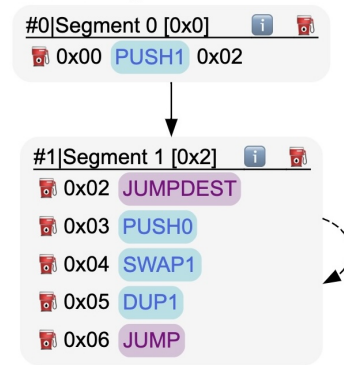 #0|Segment 0 [0x0] i
0x00 PUSH1 0x02
#1|Segment 1 [0x2] i
0x02 JUMPDEST
0x03 PUSH0
0x04 SWAP1
0x05 DUP1
0x06 JUMP